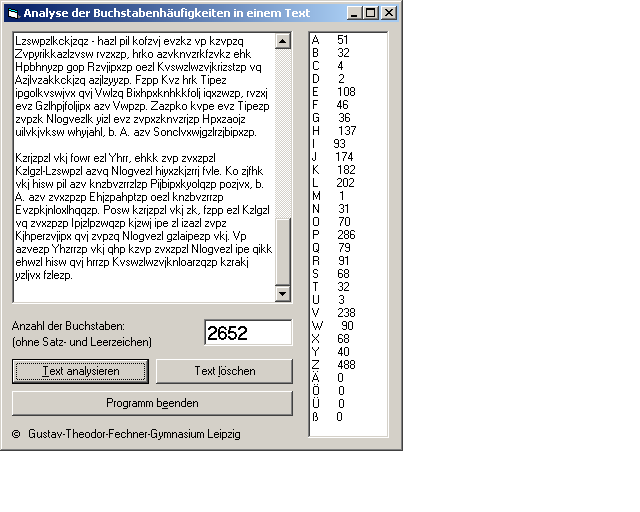 Analyse der Buchstabenhäufigkeiten in einem Text
Lzswpzlkckjzqz - hazl pil kofzvj evzkz vp kzvpzq
Zvpyrikkazlzvsw rvzxzp, hrko azvknvzrkfzvkz ehk
Hpbhnyzp gop Rzvjipxzp oezl Kvswzlwzvjkrizstzp vq
Azjlvzakkckjzq azjlzyyzp. Fzpp Kvz hrk Tipez
ipgolkvswjvx qvj Vwlzq Bixhpxknhkkfolj iqxzwzp, rvzxj
evz Gzlhpjfoljipx azv Vwpzp. Zazpko kvpe evz Tipezp
zvpzk Nlogvezlk yizl evz zvpxzknvzrjzp Hpxzaojz
uilvkjvksw whyjahl, b. A. azv Sonclvxwjgzlrzjbipxzp.
Kzrjzpzl vkj fowr ezl Yhrr, ehkk zvp zvxzpzl
Kzlgzl-Lzswpzl azvq Nlogvezl hiyxzkjzrrj fvle. Ko zjfhk
vkj hisw pil azv knzbvzrrzlzp Pijbipxkyolqzp pozjvx, b.
A. azv zvxzpzp Ehjzpahptzp oezl knzbvzrrzp
Evzpkjnloxlhqqzp. Posw kzrjzpzl vkj zk, fzpp ezl Kzlgzl
vq zvxzpzp Ipjzlpzwqzp kjzwj ipe zl izazl zvpz
Kjhperzvjipx qvj zvpzq Nlogvezl gzlaipezp vkj. Vp
azvezp Yhzrrzp vkj qhp kzvp zvxzpzl Nlogvezl ipe qikk
ehwzl hisw qvj hrrzp Kvswzlwzvjknloarzqzp kzrakj
yzljvx fzlezp.
A 51
B 32
C 4
D 2
E 108
F 46
G 36
H 137
I 93
J 174
K 182
L 202
M 1
N 31
O 70
P 286
Q 79
R 91
S 68
T 32
U 3
V 238
W 90
X 68
Y 40
Z 488
Ä 0
Ö 0
Ü 0
ß 0
Anzahl der Buchstaben:
(ohne Satz- und Leerzeichen)
2652
Text analysieren
Text löschen
Programm beenden
© Gustav-Theodor-Fechner-Gymnasium Leipzig